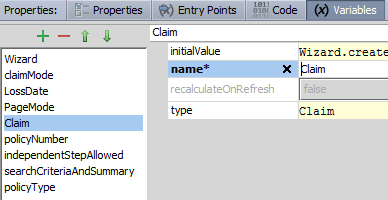 Properties: Properties Entry Points Code Variables
Wizard
claimMode
LossDate
PageMode
Claim
policyNumber
independentStepAllowed
searchCriteriaAndSummary
policyType
Claim
initialValue Wizard.create
name* Claim
recalculateOnRefresh false
type Claim